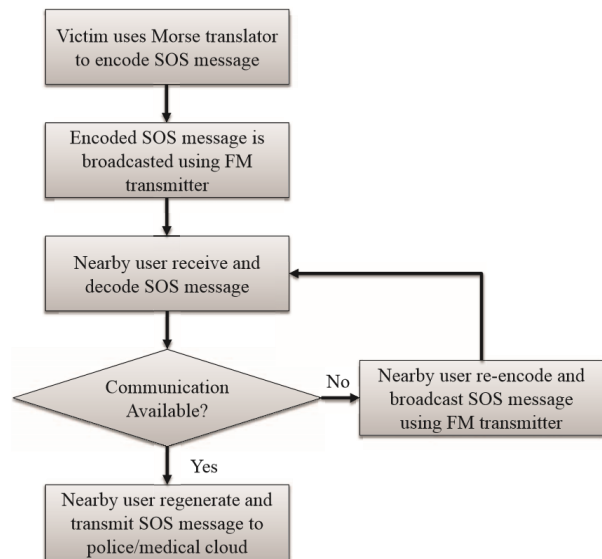 Victim uses Morse translator
to encode SOS message
Encoded SOS message is
broadcasted using FM
transmitter
Nearby user receive and
decode SOS message
Communication
Available?
No
Nearby user re-encode and
broadcast SOS message
using FM transmitter
Yes
Nearby user regenerate and
transmit SOS message to
police/medical cloud